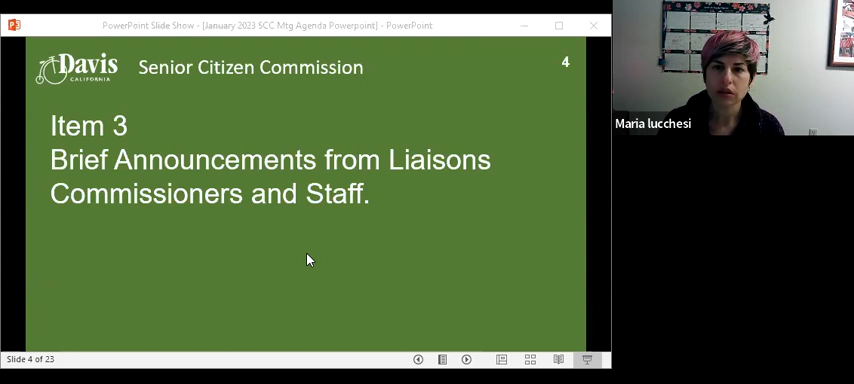 PowerPoint Slide Show - [January 2023 SCC Mtg Agenda Powerpoint] - PowerPoint
Davis
CALIFORNIA
Senior Citizen Commission
4
Item 3
Brief Announcements from Liaisons
Commissioners and Staff.
Slide 4 of 23
Maria lucchesi